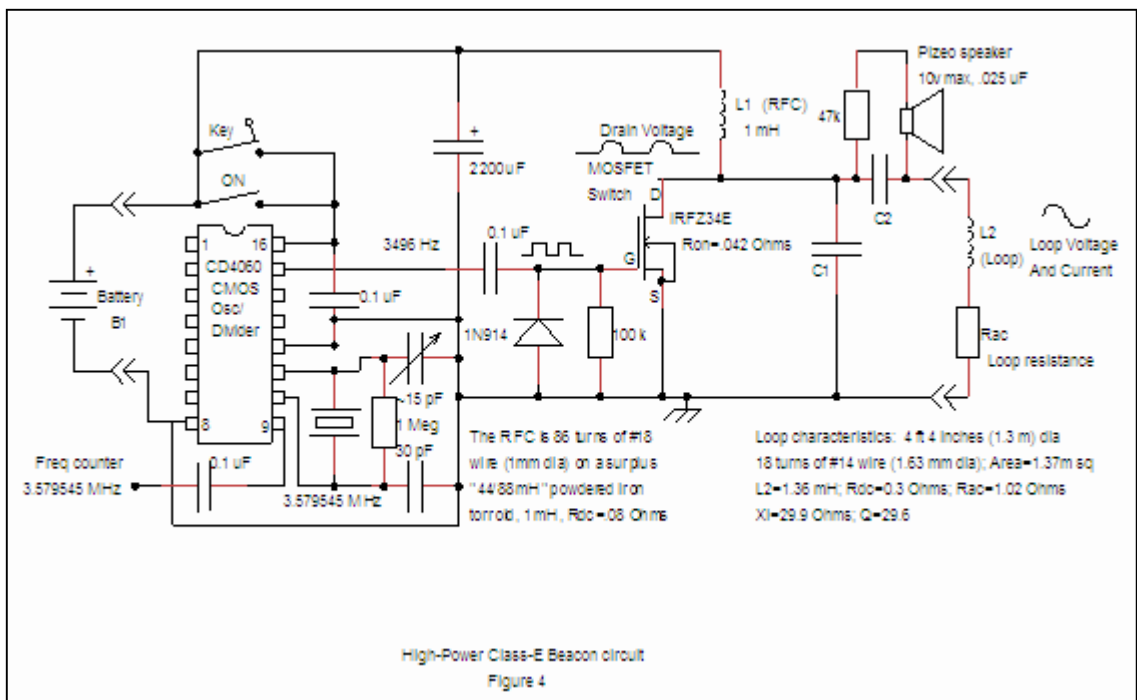 Pizeo speaker
10v max, .025 uF
L1 (RFC)
1 mH
47k
Key
+
Drain Voltage
2200uF
MOSFET
Switch
ON
D
C2
L2
(Loop)
IRFZ34E
Ron=.042 Ohms
Loop Voltage
And Current
1
16
3496 Hz
0.1 uF
G
C1
CD4060
CMOS
Osc/
Divider
+
Battery
B1
0.1 uF
S
1N914
100 k
Rac
Loop resistance
~15 pF
1 Meg
30 pF
8
9
Freq counter
3.579545 MHz
0.1 uF
3.579545 MHz
The RFC is 86 turns of #18
wire (1mm dia) on a surplus
"44/88mH" powdered iron
torroid, 1mH, Rdc=.08 Ohms
Loop characteristics: 4 ft 4 inches (1.3 m) dia
18 turns of #14 wire (1.63 mm dia); Area=1.37m sq
L2=1.36 mH; Rdc=0.3 Ohms; Rac=1.02 Ohms
Xl=29.9 Ohms; Q=29.6
High-Power Class-E Beacon circuit
Figure 4